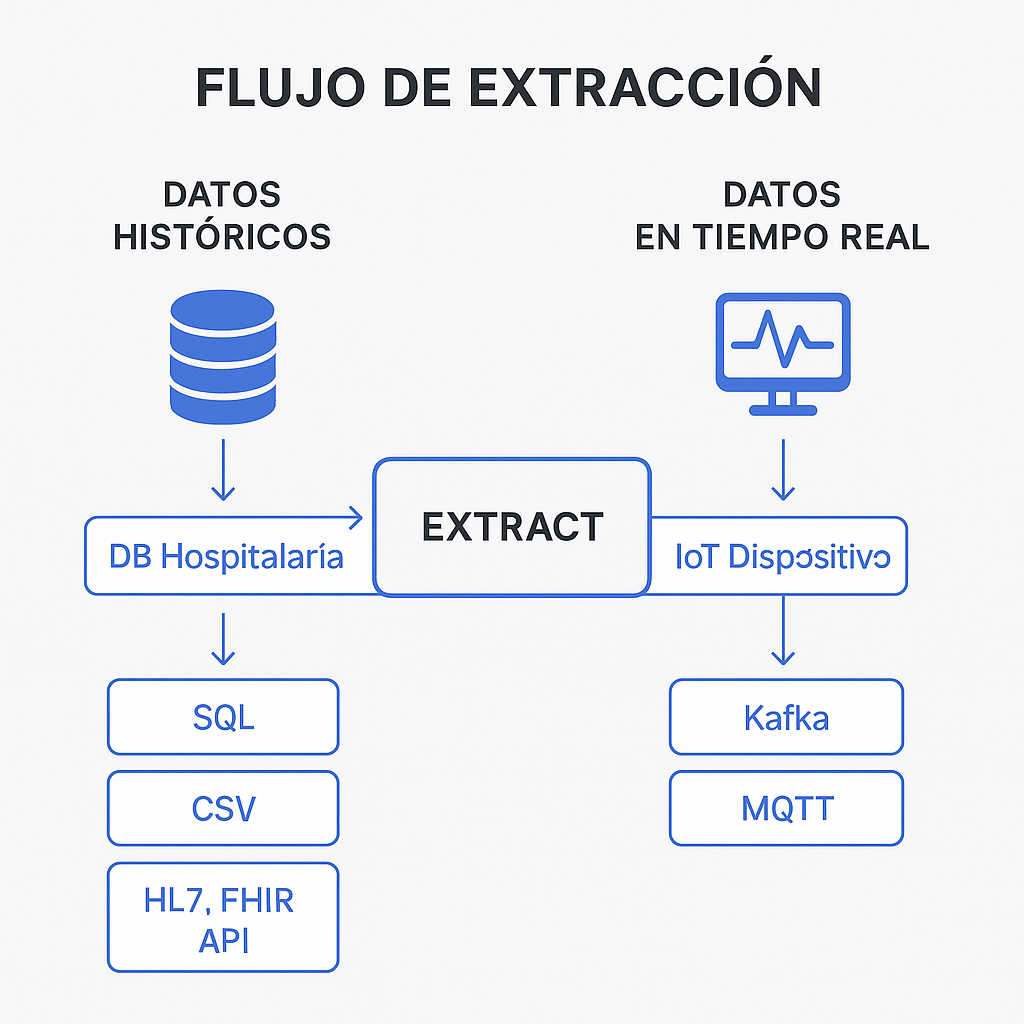 FLUJO DE EXTRACCIÓN
DATOS
HISTÓRICOS
DATOS
EN TIEMPO REAL
DB Hospitalaría
EXTRACT
IoT Dispositivo
SQL
CSV
HL7, FHIR
API
Kafka
MQTT